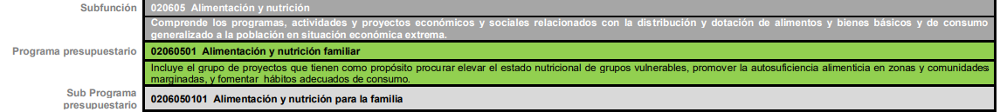 Subfunción
020605 Alimentación y nutrición
Comprende los programas, actividades y proyectos económicos y sociales relacionados con la distribución y dotación de alimentos y bienes básicos y de consumo
generalizado a la población en situación económica extrema.
Programa presupuestario
02060501 Alimentación y nutrición familiar
Incluye el grupo de proyectos que tienen como propósito procurar elevar el estado nutricional de grupos vulnerables, promover la autosuficiencia alimenticia en zonas y comunidades
marginadas, y fomentar hábitos adecuados de consumo.
Sub Programa
presupuestario
0206050101 Alimentación y nutrición para la familia